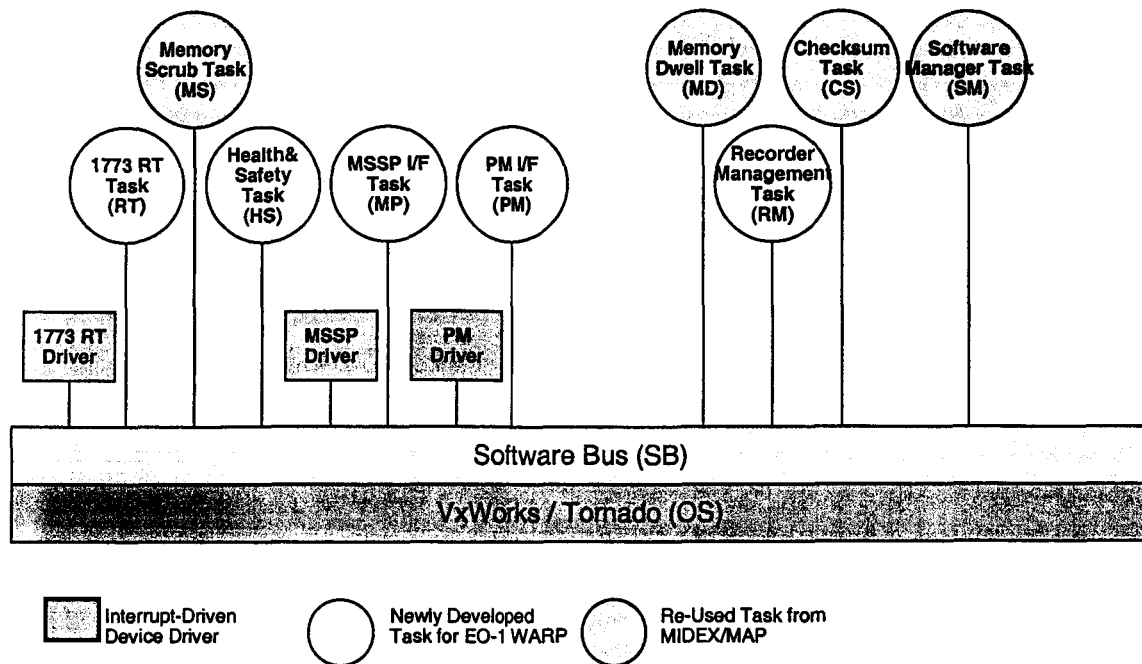 Memory
Scrub Task
(MS)
Memory
Dwell Task
(MD)
Checksum
Task
(CS)
Software
Manager Task
(SM)
1773 RT
Task
(RT)
Health&
Safety
Task
(HS)
MSSP I/F
Task
(MP)
PM I/F
Task
(PM)
Recorder
Management
Task
(RM)
1773 RT
Driver
MSSP
Driver
PM
Driver
Software Bus (SB)
VxWorks / Tornado (OS)
Interrupt-Driven
Device Driver
Newly Developed
Task for EO-1 WARP
Re-Used Task from
MIDEX/MAP